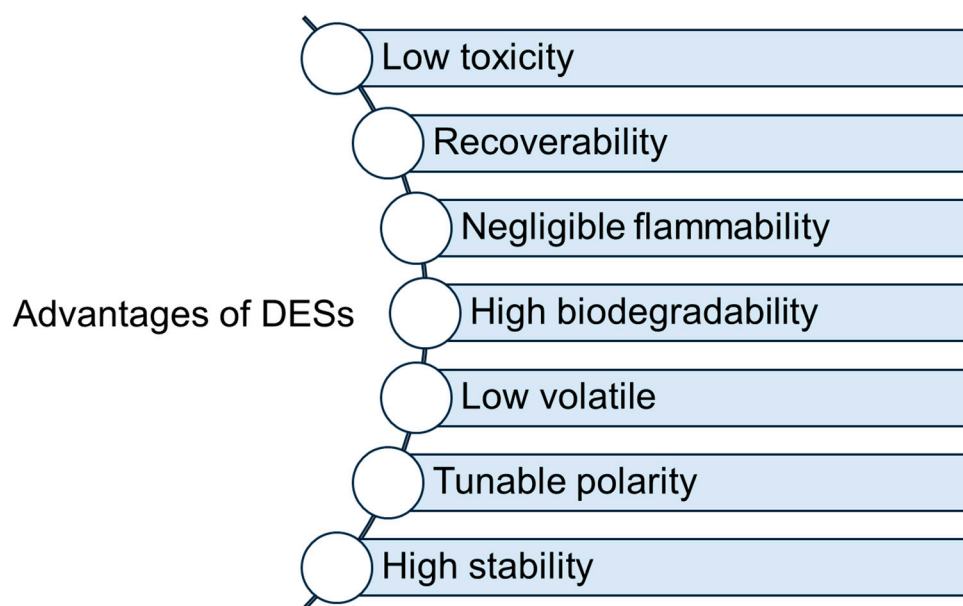 Low toxicity
Recoverability
Negligible flammability
Advantages of DESs
High biodegradability
Low volatile
Tunable polarity
High stability